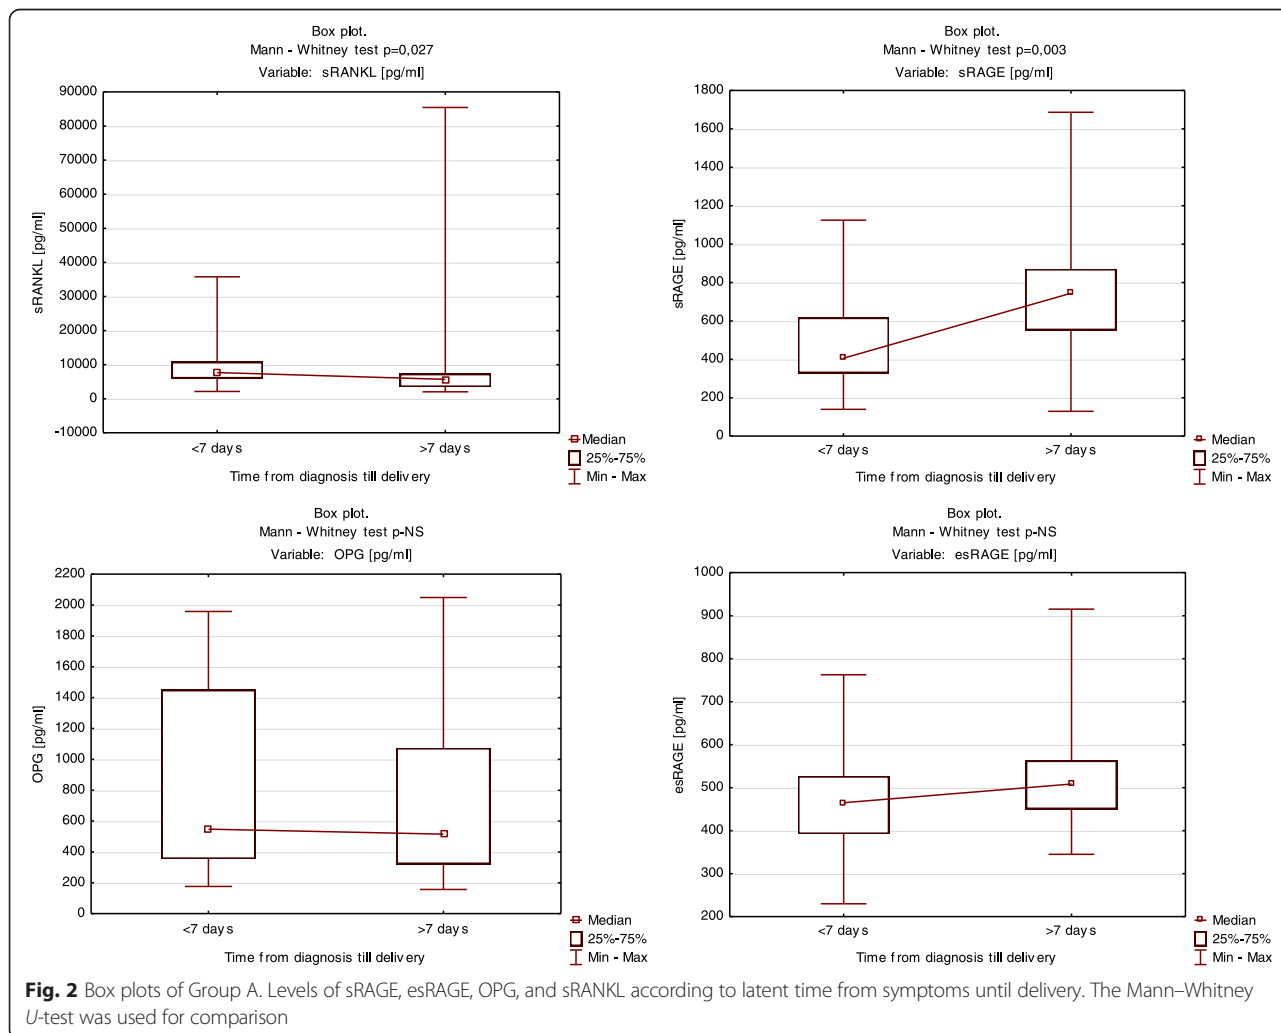 Box plot.
Mann - Whitney test p=0,027
Variable: sRANKL [pg/ml]
90000
80000
70000
60000
50000
40000
30000
20000
10000
0
-10000
sRANKL [pg/ml]
<7 days
>7 days
Time from diagnosis till delivery
Median
25%-75%
Min - Max
Box plot.
Mann - Whitney test p=0,003
Variable: sRAGE [pg/ml]
1800
1600
1400
1200
1000
800
600
400
200
0
sRAGE [pg/ml]
<7 days
>7 days
Time from diagnosis till delivery
Median
25%-75%
Min - Max
Box plot.
Mann - Whitney test p-NS
Variable: OPG [pg/ml]
2200
2000
1800
1600
1400
1200
1000
800
600
400
200
0
OPG [pg/ml]
<7 days
>7 days
Time from diagnosis till delivery
Median
25%-75%
Min - Max
Box plot.
Mann - Whitney test p-NS
Variable: esRAGE [pg/ml]
1000
900
800
700
600
500
400
300
200
esRAGE [pg/ml]
<7 days
>7 days
Time from diagnosis till delivery
Median
25%-75%
Min - Max
Fig. 2 Box plots of Group A. Levels of sRAGE, esRAGE, OPG, and sRANKL according to latent time from symptoms until delivery. The Mann–Whitney
U-test was used for comparison